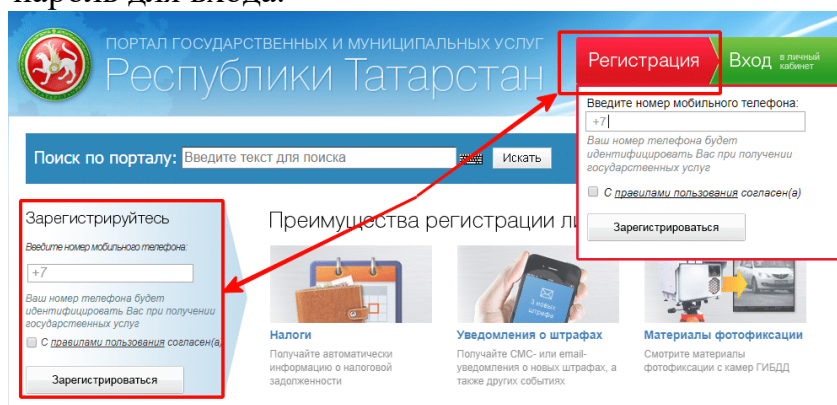 пароль для входа.
ПОРТАЛ ГОСУДАРСТВЕННЫХ И МУНИЦИПАЛЬНЫХ УСЛУГ
Республики Татарстан
Регистрация
Вход в личный кабинет
Введите номер мобильного телефона:
+7
Ваш номер телефона будет
идентифицировать Вас при получении
государственных услуг
С правилами пользования согласен(а)
Зарегистрироваться
Поиск по порталу: Введите текст для поиска Искать
Зарегистрируйтесь
Введите номер мобильного телефона:
+7
Ваш номер телефона будет
идентифицировать Вас при получении
государственных услуг
С правилами пользования согласен(а)
Зарегистрироваться
Преимущества регистрации
Налоги
Получайте автоматически
информацию о налоговой
задолженности
3 новых
штрафа
Уведомления о штрафах
Получайте СМС- или email-
уведомления о новых штрафах, а
также других событиях
Материалы фотофиксации
Смотрите материалы
фотофиксации с камер ГИБДД